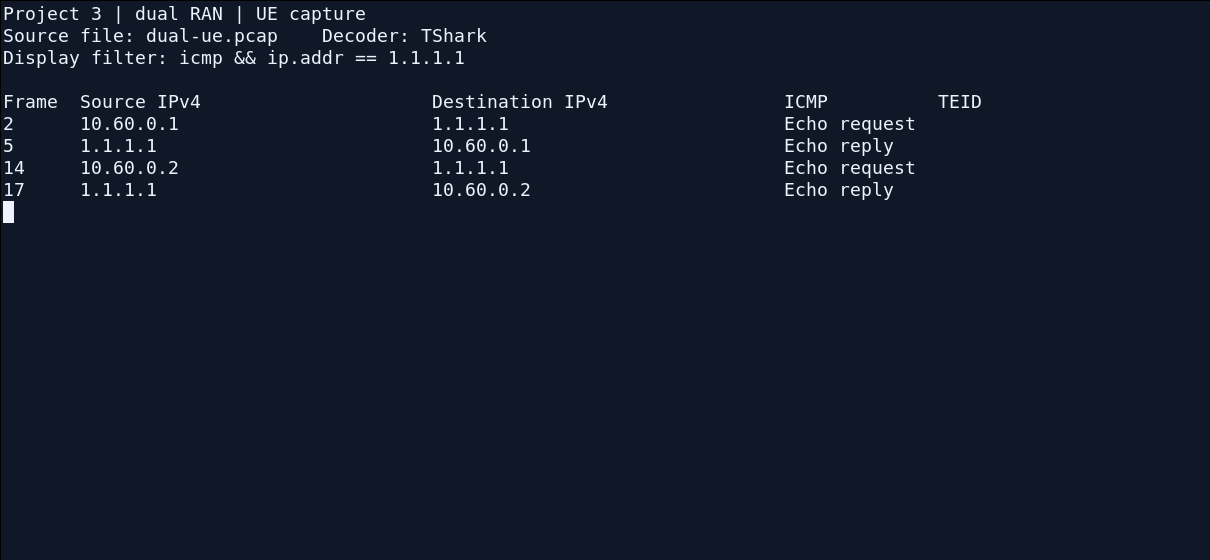 Project 3 | dual RAN | UE capture
Source file: dual-ue.pcap    Decoder: TShark
Display filter: icmp && ip.addr == 1.1.1.1
Frame  Source IPv4                     Destination IPv4                ICMP          TEID
2      10.60.0.1                       1.1.1.1                         Echo request
5      1.1.1.1                         10.60.0.1                       Echo reply
14     10.60.0.2                       1.1.1.1                         Echo request
17     1.1.1.1                         10.60.0.2                       Echo reply